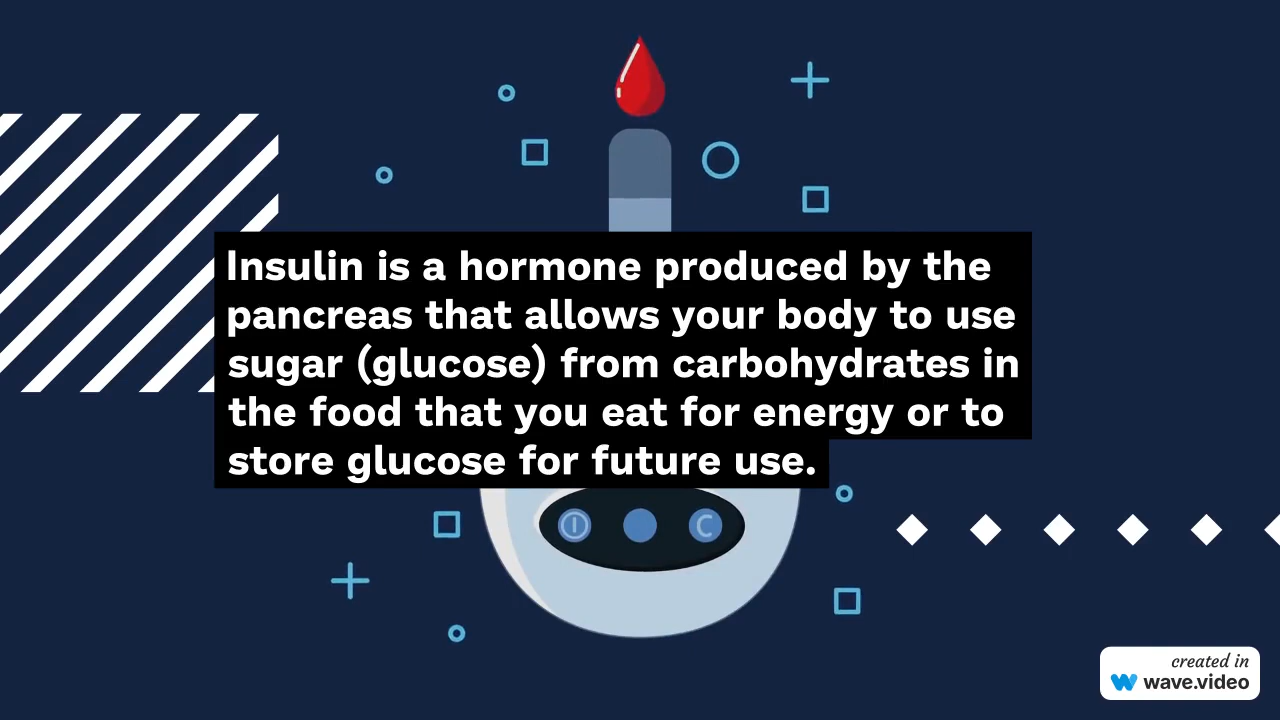 Insulin is a hormone produced by the
pancreas that allows your body to use
sugar (glucose) from carbohydrates in
the food that you eat for energy or to
store glucose for future use.
C
created in
wave.video